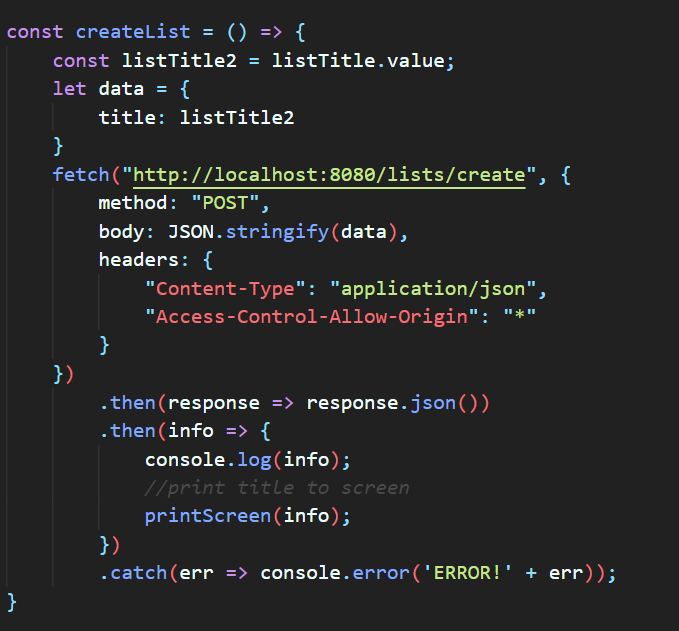 const createList = () => {
    const listTitle2 = listTitle.value;
    let data = {
        title: listTitle2
    }
    fetch("http://localhost:8080/lists/create", {
        method: "POST",
        body: JSON.stringify(data),
        headers: {
            "Content-Type": "application/json",
            "Access-Control-Allow-Origin": "*"
        }
    })
        .then(response => response.json())
        .then(info => {
            console.log(info);
            //print title to screen
            printScreen(info);
        })
        .catch(err => console.error('ERROR!' + err));
}